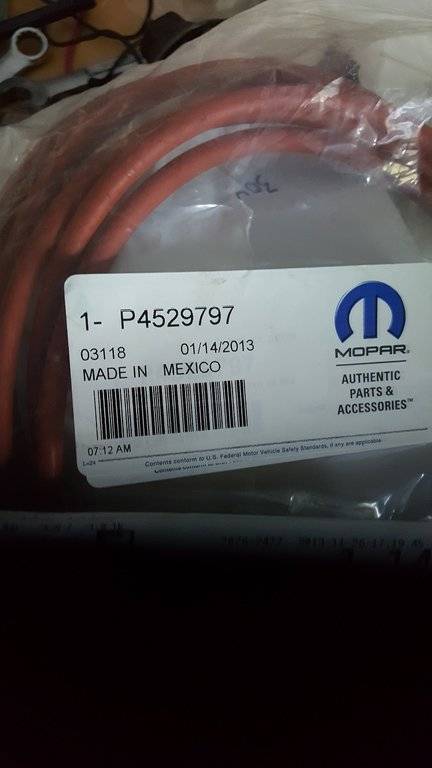 1- P4529797
03118 01/14/2013
MADE IN MEXICO
07:12 AM
MOPAR®
AUTHENTIC
PARTS &
ACCESSORIES™
Contents conform to U.S. Federal Motor Vehicle Safety Standards, if any are applicable